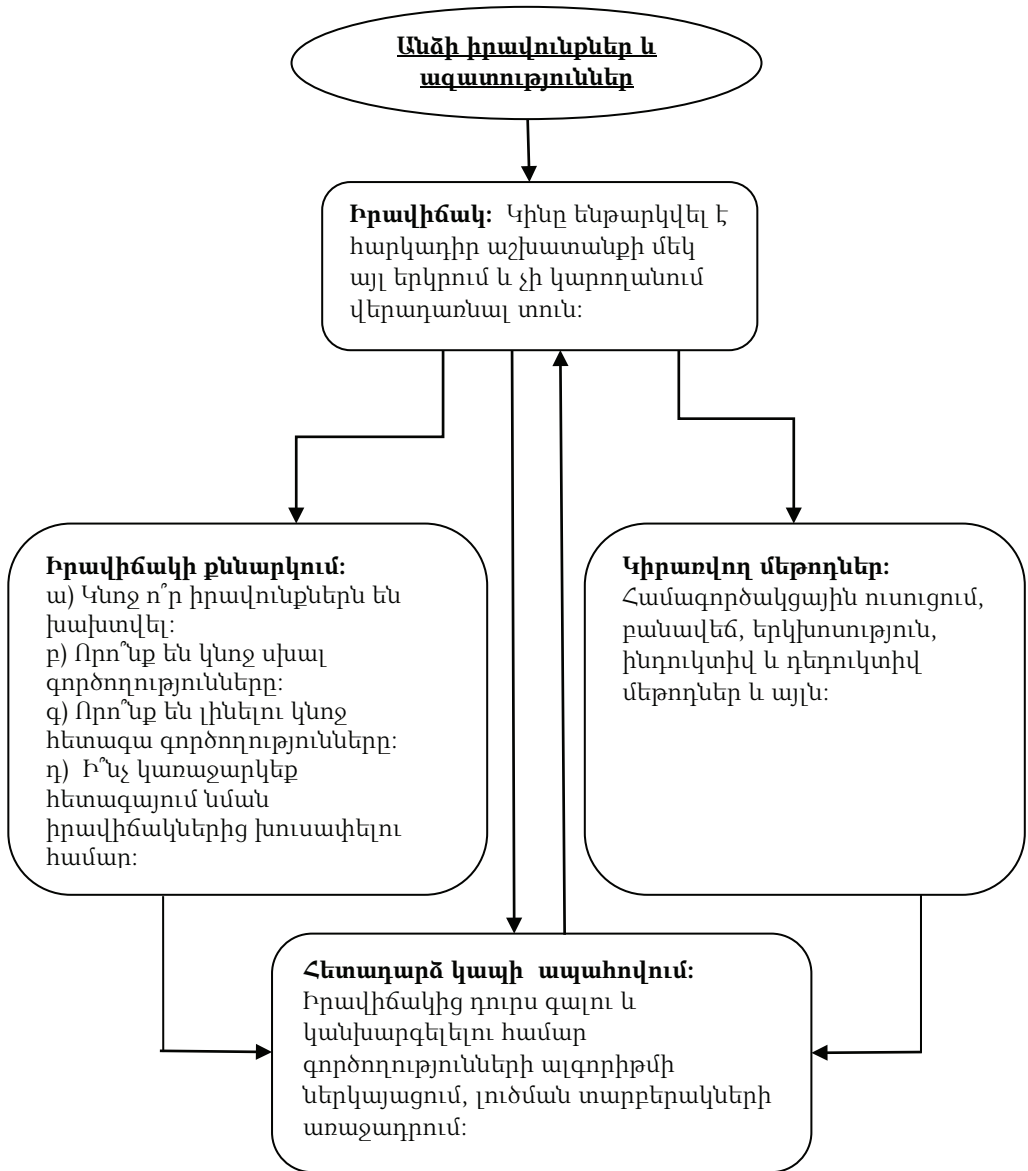 Անձի իրավունքներ և
ազատություններ
Իրավիճակ: Կինը ենթարկվել է
հարկադիր աշխատանքի մեկ
այլ երկրում և չի կարողանում
վերադառնալ տուն:
Իրավիճակի քննարկում:
ա) Կնոջ ո՞ր իրավունքներն են
խախտվել:
բ) Որո՞նք են կնոջ սխալ
գործողությունները:
գ) Որո՞նք են լինելու կնոջ
հետագա գործողությունները:
դ) Ի՞նչ կառաջարկեք
հետագայում նման
իրավիճակներից խուսափելու
համար:
Կիրառվող մեթոդներ:
Համագործակցային ուսուցում,
բանավեճ, երկխոսություն,
ինդուկտիվ և դեդուկտիվ
մեթոդներ և այլն:
Հետադարձ կապի ապահովում:
Իրավիճակից դուրս գալու և
կանխարգելելու համար
գործողությունների ալգորիթմի
ներկայացում, լուծման տարբերակների
առաջադրում: